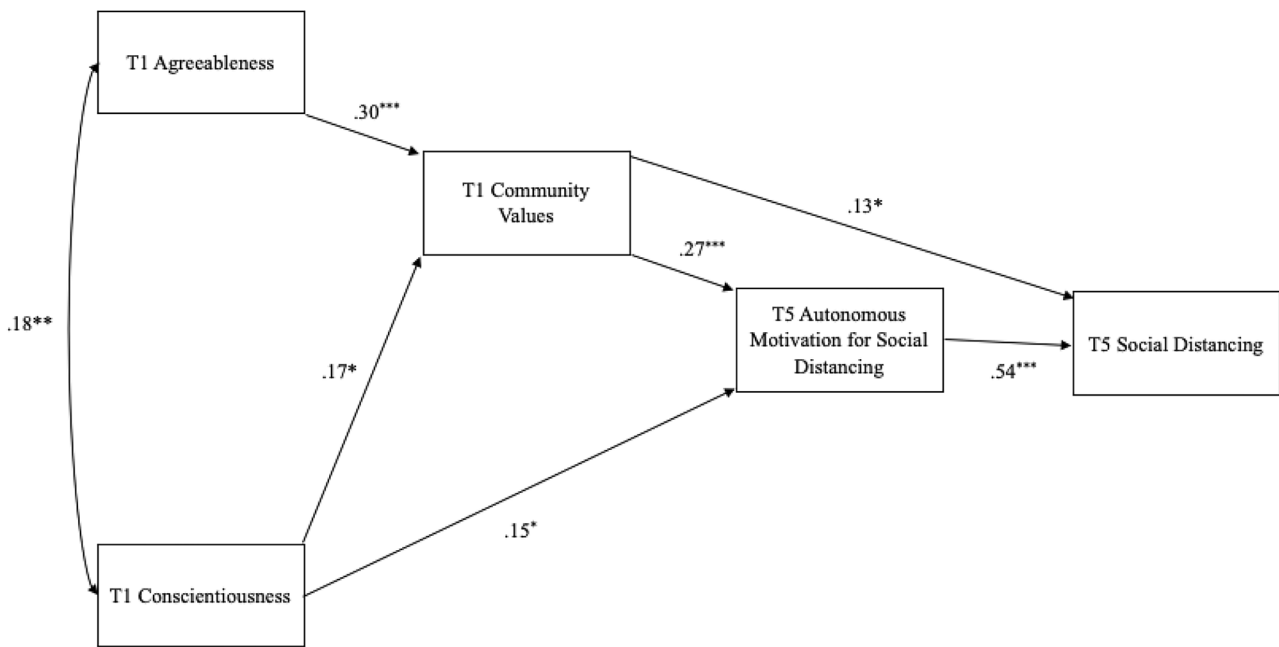 T1 Agreeableness
.30***
T1 Community
Values
.13*
.27***
T5 Autonomous
Motivation for Social
Distancing
T5 Social Distancing
.18**
.17*
.54***
.15*
T1 Conscientiousness